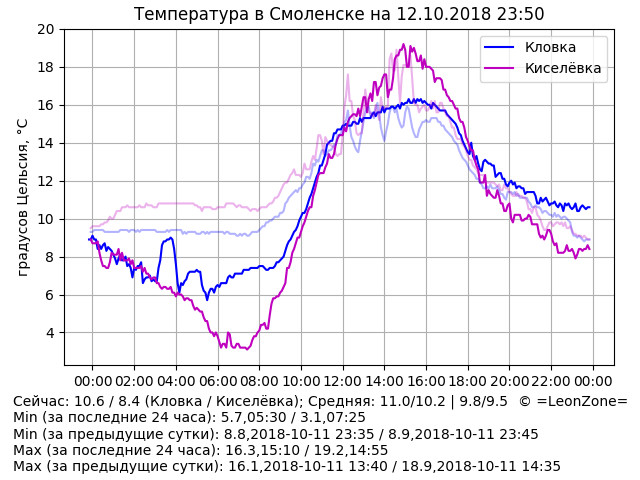 Температура в Смоленске на 12.10.2018 23:50
градусов Цельсия, °C
20
18
16
14
12
10
8
6
4
Кловка
Киселёвка
00:00 02:00 04:00 06:00 08:00 10:00 12:00 14:00 16:00 18:00 20:00 22:00 00:00
Сейчас: 10.6 / 8.4 (Кловка / Киселёвка); Средняя: 11.0/10.2 | 9.8/9.5 © =LeonZone=
Min (за последние 24 часа): 5.7,05:30 / 3.1,07:25
Min (за предыдущие сутки): 8.8,2018-10-11 23:35 / 8.9,2018-10-11 23:45
Max (за последние 24 часа): 16.3,15:10 / 19.2,14:55
Max (за предыдущие сутки): 16.1,2018-10-11 13:40 / 18.9,2018-10-11 14:35